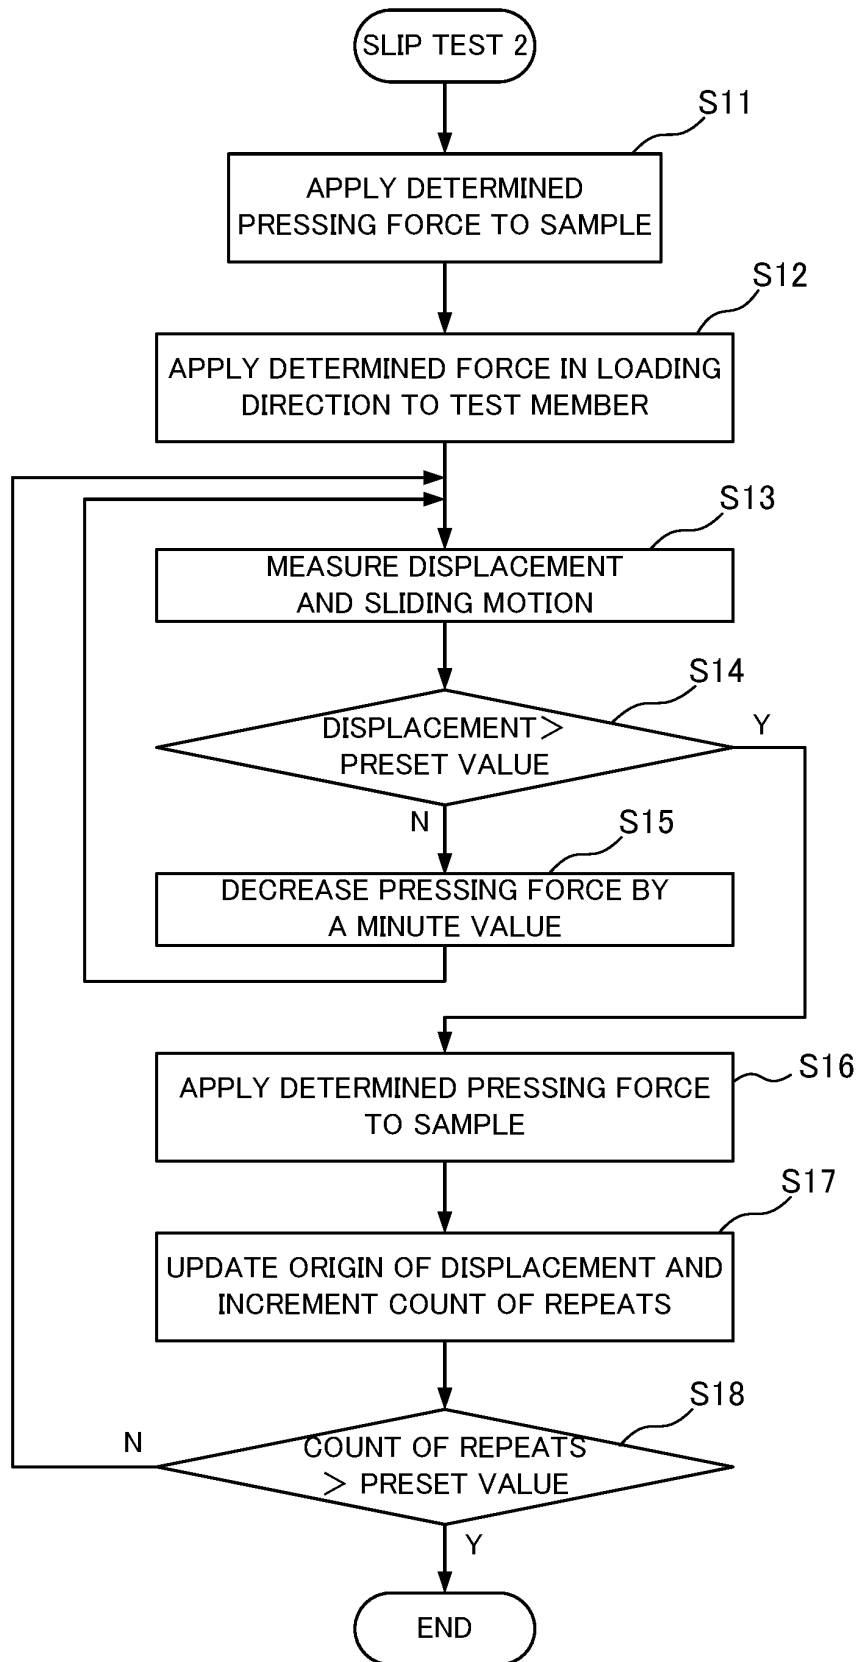 SLIP TEST 2
S11
APPLY DETERMINED
PRESSING FORCE TO SAMPLE
S12
APPLY DETERMINED FORCE IN LOADING
DIRECTION TO TEST MEMBER
S13
MEASURE DISPLACEMENT
AND SLIDING MOTION
S14
DISPLACEMENT＞
PRESET VALUE
Y
N
S15
DECREASE PRESSING FORCE BY
A MINUTE VALUE
S16
APPLY DETERMINED PRESSING FORCE
TO SAMPLE
S17
UPDATE ORIGIN OF DISPLACEMENT AND
INCREMENT COUNT OF REPEATS
S18
N
COUNT OF REPEATS
＞ PRESET VALUE
Y
END